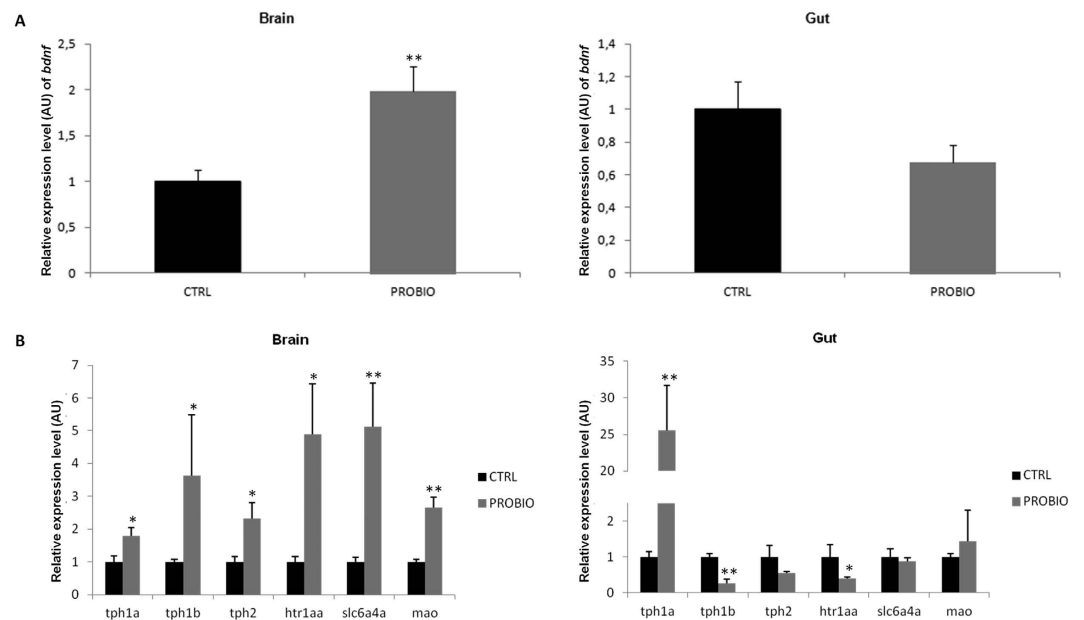 A
Brain
Relative expression level (AU) of bdnf
2,5
2
1,5
1
0,5
0
**
CTRL
PROBIO
Gut
Relative expression level (AU) of bdnf
1,4
1,2
1
0,8
0,6
0,4
0,2
0
CTRL
PROBIO
B
Brain
Relative expression level (AU)
7
6
5
4
3
2
1
0
*
*
*
*
**
**
tph1a
tph1b
tph2
htr1aa
slc6a4a
mao
CTRL
PROBIO
Gut
Relative expression level (AU)
35
30
25
20
2
1
0
**
**
*
tph1a
tph1b
tph2
htr1aa
slc6a4a
mao
CTRL
PROBIO